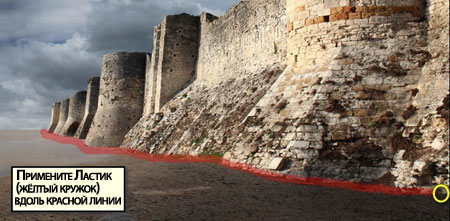 Примените Ластик
(жёлтый кружок)
вдоль красной линии